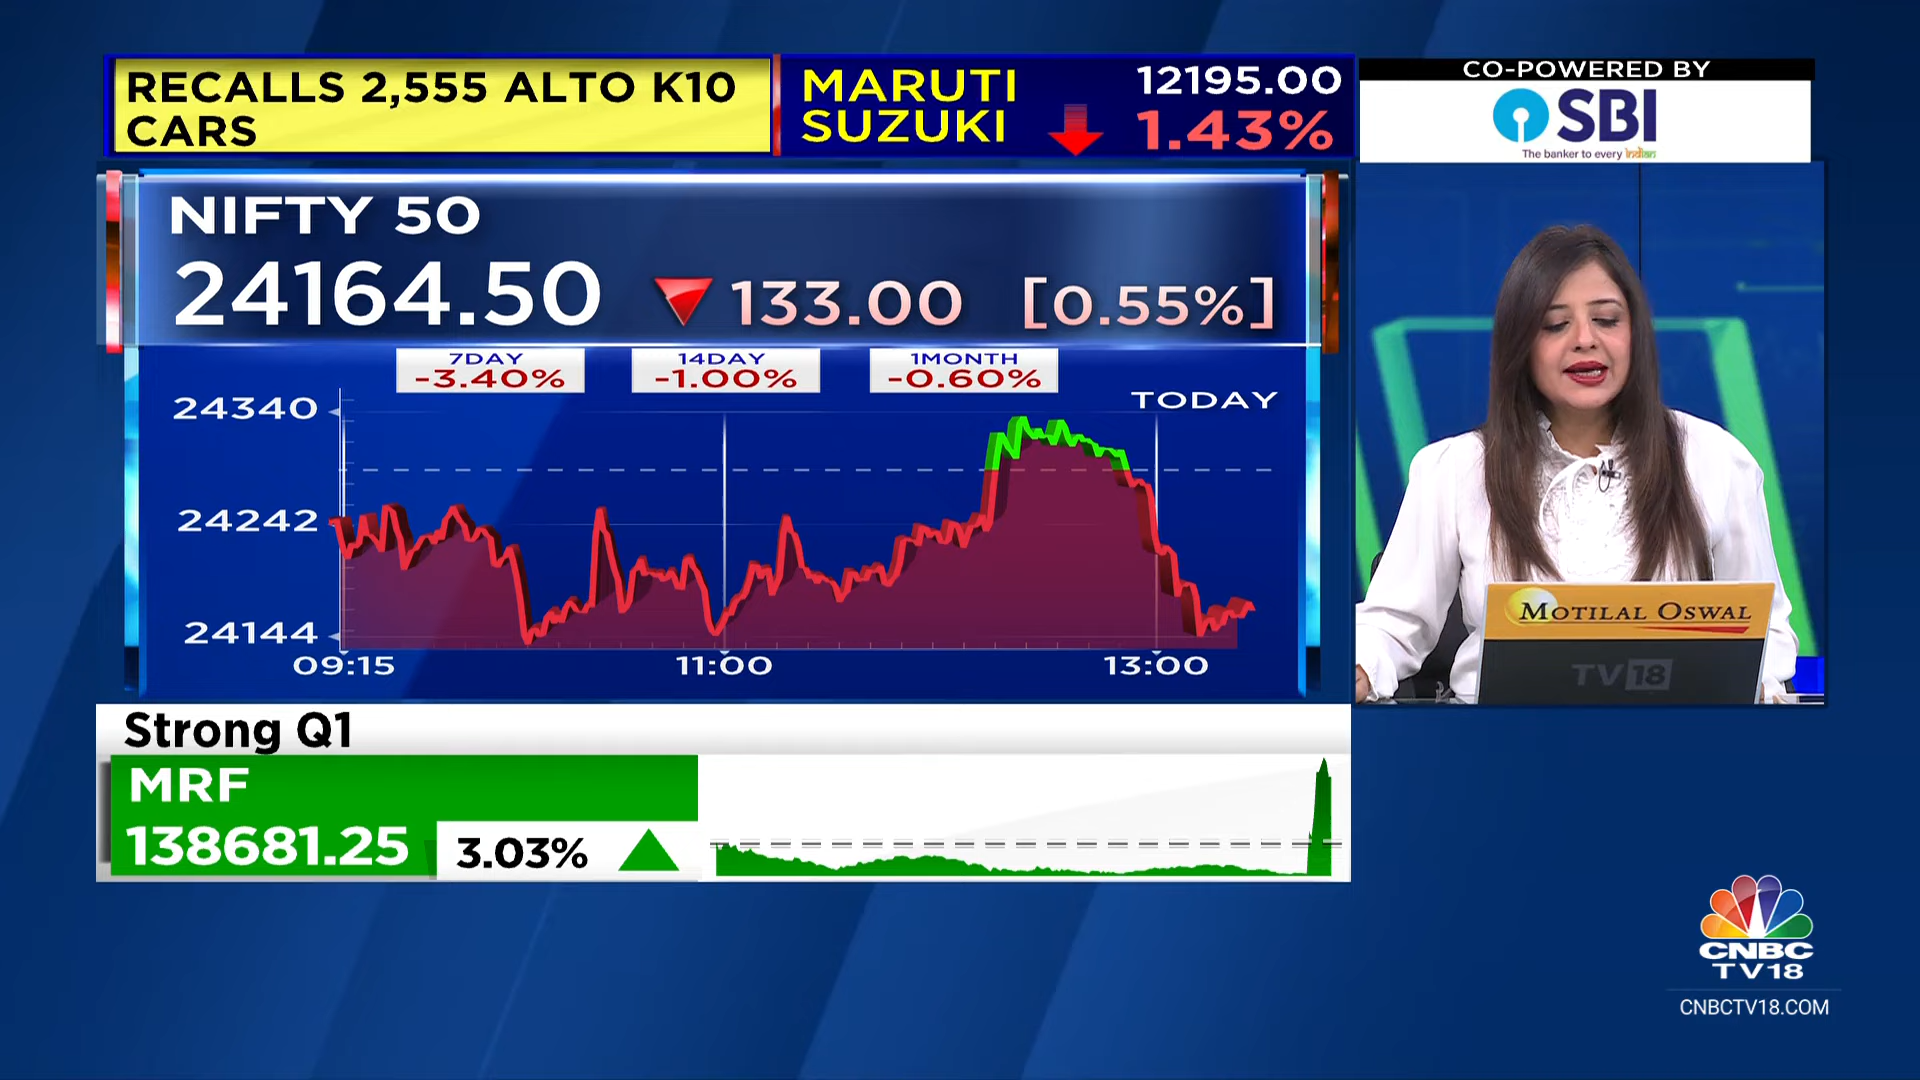 RECALLS 2,555 ALTO K10
CARS
MARUTI
SUZUKI
12195.00
1.43%
CO-POWERED BY
SBI
The banker to every indian
NIFTY 50
24164.50
133.00
[0.55%]
7DAY
-3.40%
14DAY
-1.00%
1MONTH
-0.60%
TODAY
24340
24242
24144
09:15
11:00
13:00
MOTILAL OSWAL
TV18
Strong Q1
MRF
138681.25
3.03%
CNBC
TV18
CNBCTV18.COM